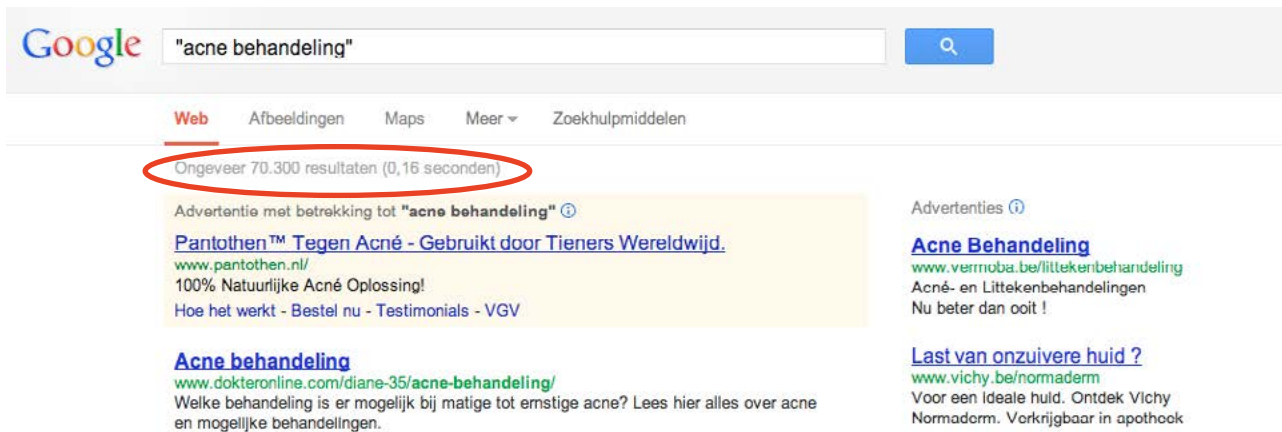 Google
"acne behandeling"
Web Afbeeldingen Maps Meer Zoekhulpmiddelen
Ongeveer 70.300 resultaten (0,16 seconden)
Advertentie met betrekking tot "acne behandeling"
Pantothen™ Tegen Acné - Gebruikt door Tieners Wereldwijd.
www.pantothen.nl/
100% Natuurlijke Acné Oplossing!
Hoe het werkt - Bestel nu - Testimonials - VGV
Acne behandeling
www.dokteronline.com/diane-35/acne-behandeling/
Welke behandeling is er mogelijk bij matige tot ernstige acne? Lees hier alles over acne
en mogelijke behandelingen.
Advertenties
Acne Behandeling
www.vermoba.be/littekenbehandeling
Acné- en Littekenbehandelingen
Nu beter dan ooit !
Last van onzuivere huid ?
www.vichy.be/normaderm
Voor een ideale huid. Ontdek Vichy
Normaderm. Verkrijgbaar in apotheek